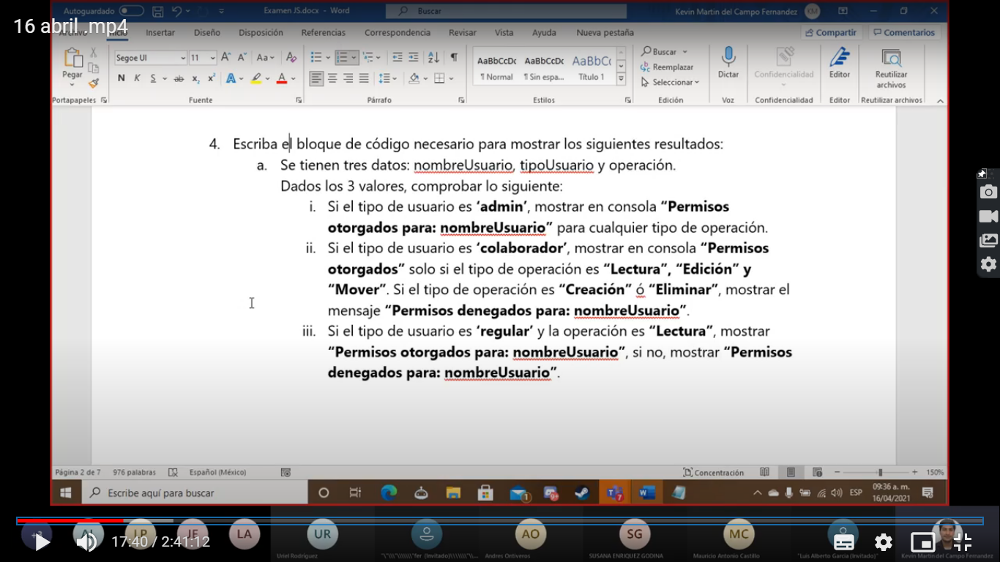 16 abril .mp4
Autoguardado
Examen JS.docx - Word
Buscar
Kevin Martin del Campo Fernandez
KM
Inicio
Insertar
Diseño
Disposición
Referencias
Correspondencia
Revisar
Vista
Ayuda
Nueva pestaña
Compartir
Comentarios
Pegar
Segoe UI
11
N K S ab x₂ x²
AaBbCcDc AaBbCcDc AaBbCc
¶ Normal ¶ Sin espa... Título 1
Buscar
Reemplazar
Seleccionar
Dictar
Confidencialidad
Editor
Reutilizar
archivos
Portapapeles
Fuente
Párrafo
Estilos
Edición
Voz
Confidencialidad
Editor
Reutilizar archivos
4. Escriba el bloque de código necesario para mostrar los siguientes resultados:
a. Se tienen tres datos: nombreUsuario, tipoUsuario y operación.
Dados los 3 valores, comprobar lo siguiente:
i. Si el tipo de usuario es ‘admin’, mostrar en consola “Permisos
otorgados para: nombreUsuario” para cualquier tipo de operación.
ii. Si el tipo de usuario es ‘colaborador’, mostrar en consola “Permisos
otorgados” solo si el tipo de operación es “Lectura”, “Edición” y
“Mover”. Si el tipo de operación es “Creación” ó “Eliminar”, mostrar el
mensaje “Permisos denegados para: nombreUsuario”.
iii. Si el tipo de usuario es ‘regular’ y la operación es “Lectura”, mostrar
“Permisos otorgados para: nombreUsuario”, si no, mostrar “Permisos
denegados para: nombreUsuario”.
Página 2 de 7
976 palabras
Español (México)
Concentración
150%
Escribe aquí para buscar
ESP
09:36 a. m.
16/04/2021
LA
UR
AO
SG
MC
17:40 / 2:41:12
Uriel Rodríguez
Andres Ontiveros
SUSANA ENRIQUEZ GODINA
Mauricio Antonio Castillo
"Luis Alberto Garcia (Invitado)"
Kevin Martin del Campo Fernandez